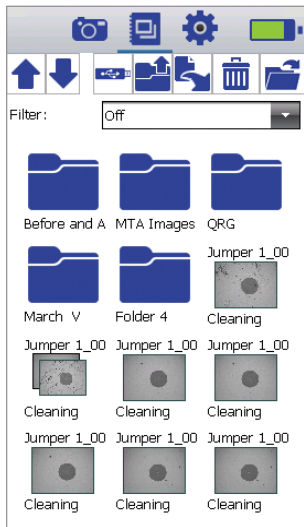 Filter: Off
Before and A MTA Images QRG
March V Folder 4 Jumper 1_00
Cleaning
Jumper 1_00 Jumper 1_00 Jumper 1_00
Cleaning Cleaning Cleaning
Jumper 1_00 Jumper 1_00 Jumper 1_00
Cleaning Cleaning Cleaning